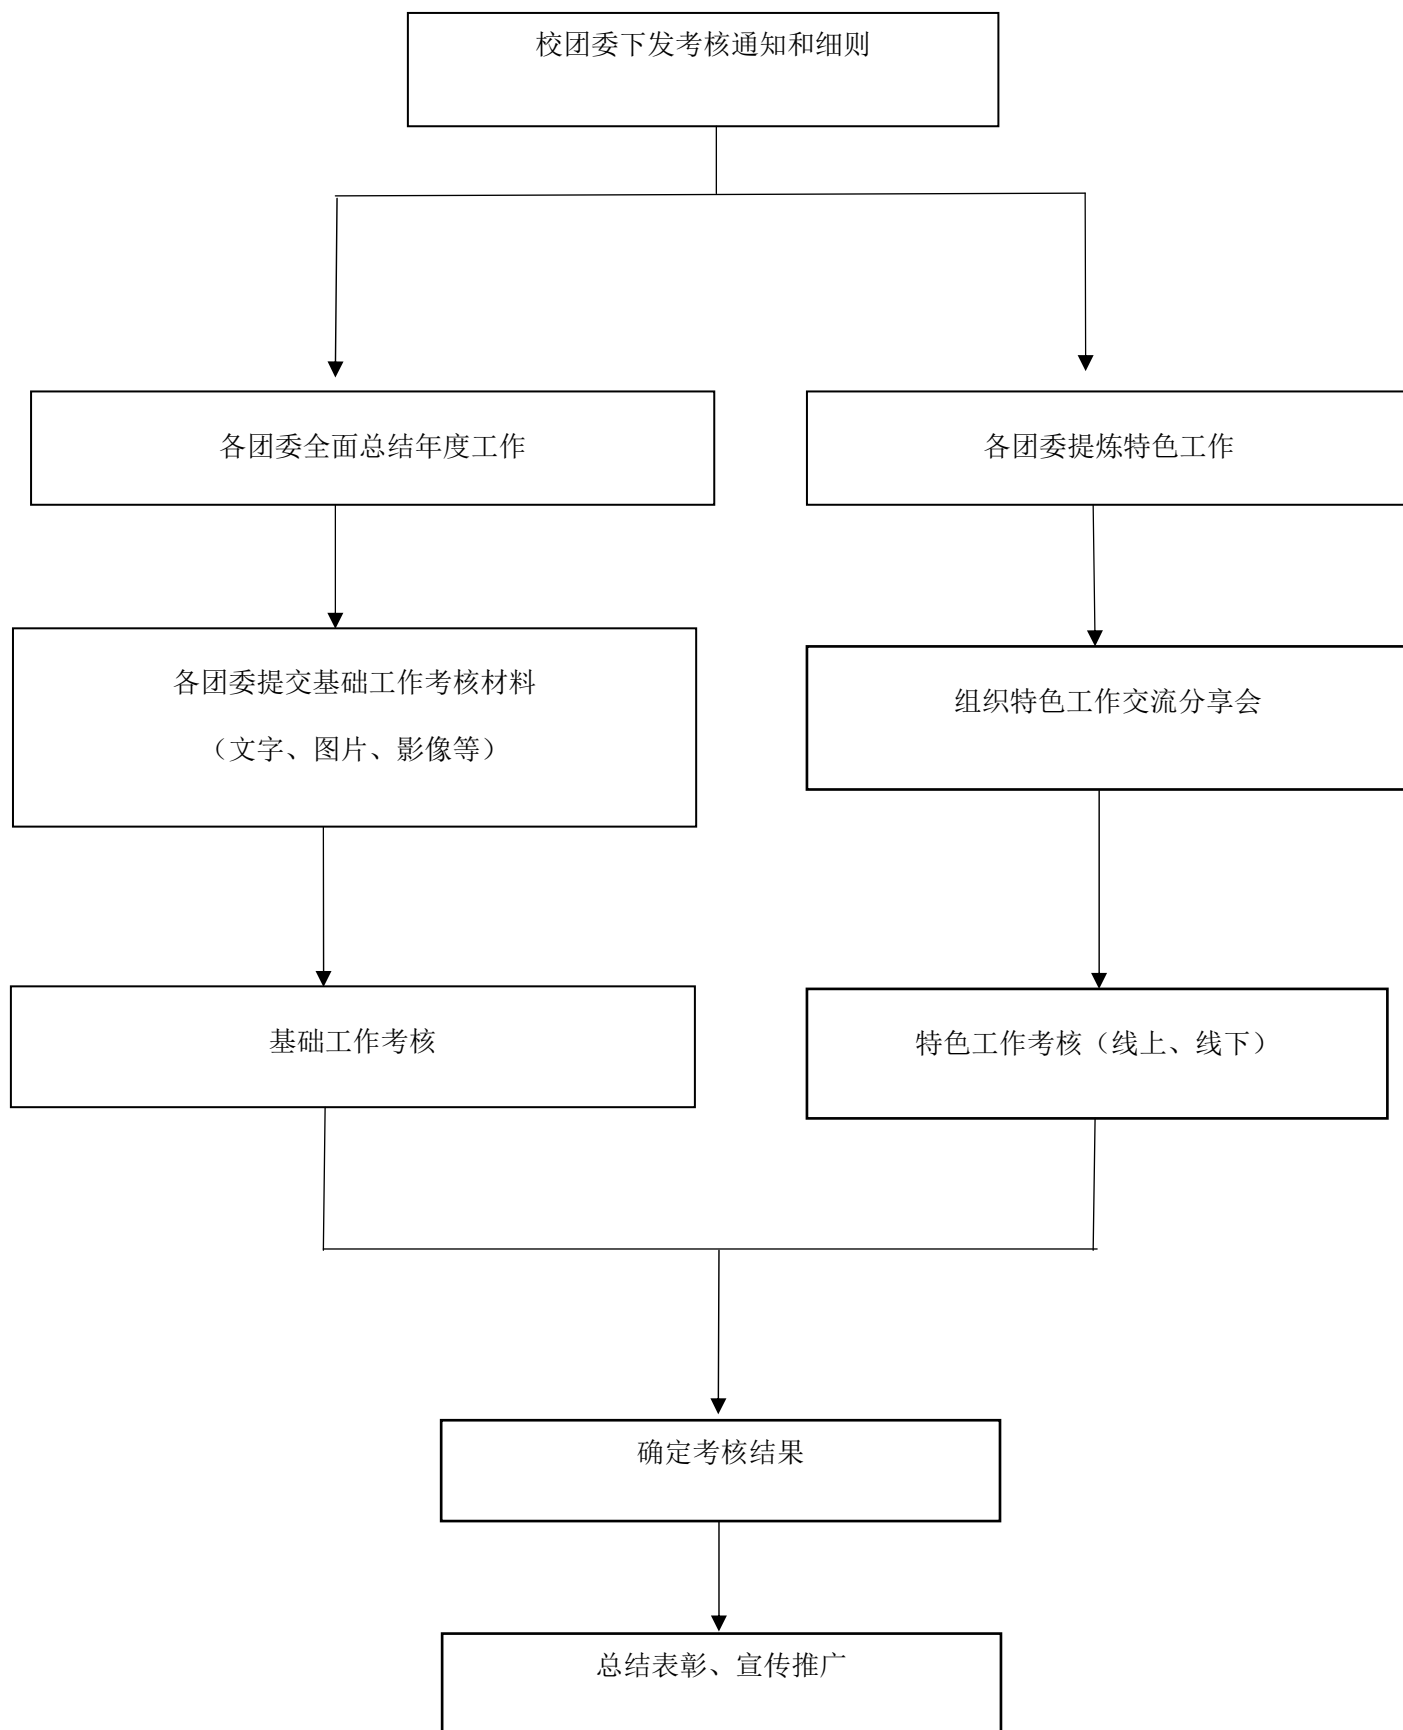 校团委下发考核通知和细则
各团委全面总结年度工作
各团委提炼特色工作
各团委提交基础工作考核材料
（文字、图片、影像等）
组织特色工作交流分享会
基础工作考核
特色工作考核（线上、线下）
确定考核结果
总结表彰、宣传推广